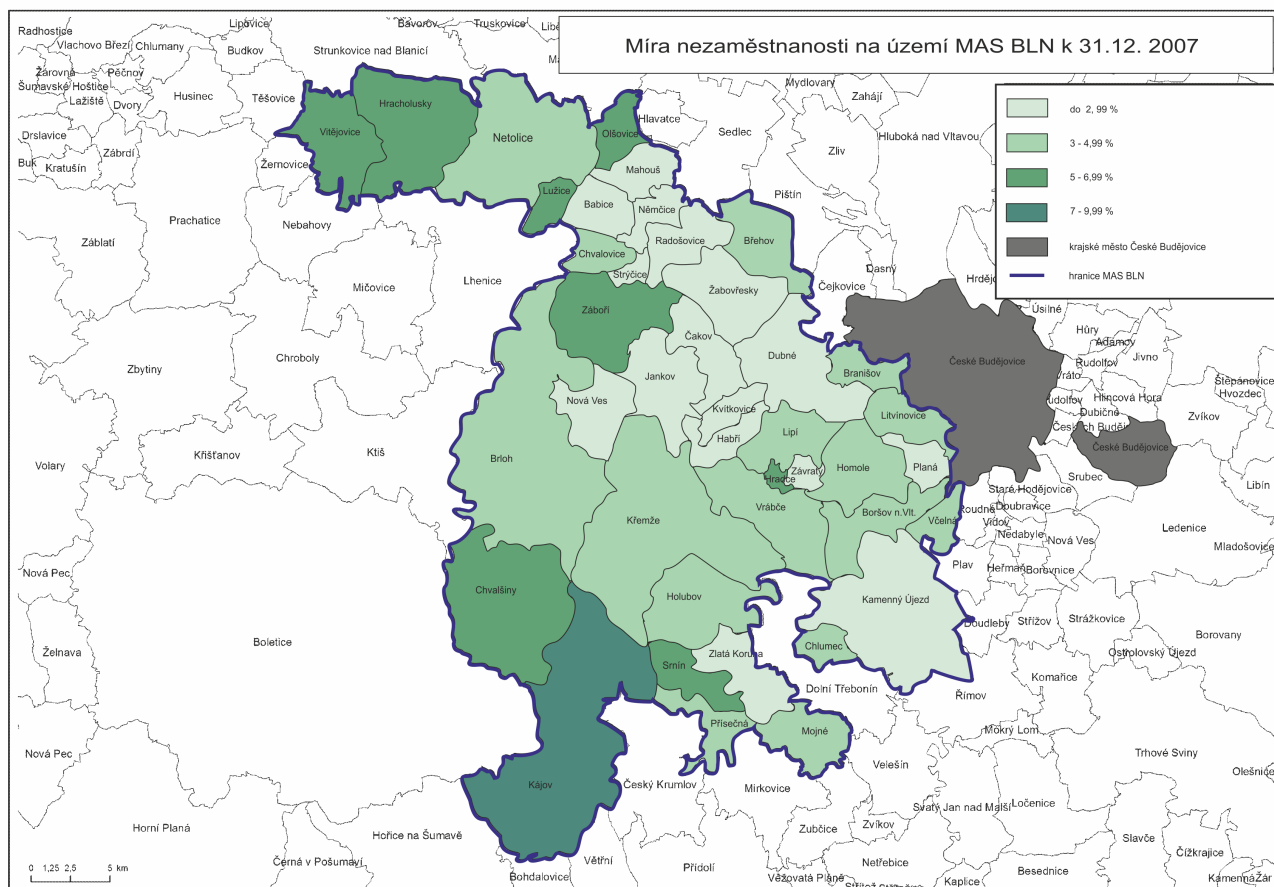 Míra nezaměstnanosti na území MAS BLN k 31.12. 2007
do 2,99 %
3 - 4,99 %
5 - 6,99 %
7 - 9,99 %
krajské město České Budějovice
hranice MAS BLN
Radhostice
Lipovice
Bavorov
Truskovice
Vlachovo Březí
Chlumany
Budkov
Strunkovice nad Blanicí
Žárovná
Pěčnov
Šumavské Hoštice
Lažiště
Dvory
Husinec
Těšovice
Hracholusky
Vitějovice
Netolice
Olšovice
Hlavatce
Sedlec
Mydlovary
Zahájí
Zliv
Hluboká nad Vltavou
Drslavice
Buk
Kratušín
Zábrdí
Žernovice
Mahouš
Lužice
Babice
Němčice
Pištín
Prachatice
Nebahovy
Záblatí
Radošovice
Břehov
Chvalovice
Strýčice
Lhenice
Mičovice
Žabovřesky
Čejkovice
Dasný
Úsilné
Záboří
Čakov
Dubné
Hůry
Adamov
Jivno
Chroboly
Zbytiny
Jankov
Branišov
České Budějovice
Rudolfov
Štěpánovice
Hvozdec
Hlincová Hora
Dubičné
Zvíkov
Nová Ves
Kvítkovice
Litvínovice
Habří
Lipí
České Budějovice
Volary
Křišťanov
Ktiš
Brloh
Hradce
Závraty
Homole
Planá
Srubec
Libín
Staré Hodějovice
Doubravice
Vidov
Nedabyle
Nová Ves
Ledenice
Mladošovice
Křemže
Vrábče
Boršov n.Vlt.
Včelná
Roudné
Plav
Borovnice
Nová Pec
Chvalšiny
Holubov
Kamenný Újezd
Doudleby
Střížov
Strážkovice
Borovany
Boletice
Želnava
Chlumec
Zlatá Koruna
Srnín
Ostrolovský Újezd
Komařice
Dolní Třebonín
Římov
Přísečná
Mojné
Mokrý Lom
Nová Pec
Trhové Sviny
Velešín
Olešnice
Kájov
Český Krumlov
Mirkovice
Svatý Jan nad Malší
Ločenice
Horní Planá
Hořice na Šumavě
Zubčice
Zvíkov
Slavče
Čížkrajice
Černá v Pošumaví
Větřní
Přídolí
Netřebice
Besednice
Bohdalovice
Věžovatá Pláně
Kaplice
0 1,25 2,5 5 km